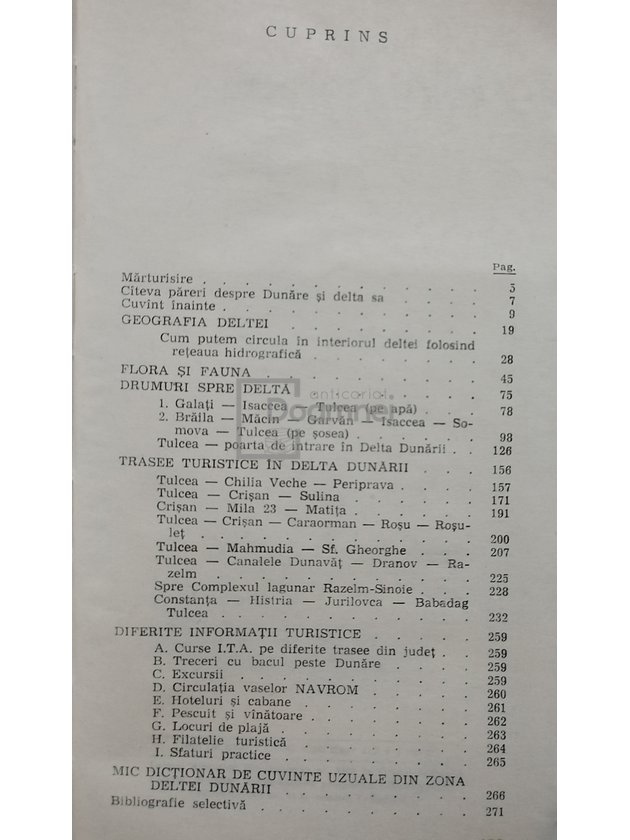 CUPRINS
Pag.
Mărturisire . . . . . . . . . . . 5
Cîteva păreri despre Dunăre și delta sa . . . . 7
Cuvînt înainte . . . . . . . . . . 9
GEOGRAFIA DELTEI . . . . . . . . 19
Cum putem circula în interiorul deltei folosind
rețeaua hidrografică . . . . . . . 28
FLORA ȘI FAUNA . . . . . . . . . 45
DRUMURI SPRE DELTĂ . . . . . . . 75
1. Galați — Isaccea — Tulcea (pe apă) . . . 78
2. Brăila — Măcin — Garvăn — Isaccea — So-
mova — Tulcea (pe șosea) . . . . . 98
Tulcea — poarta de intrare în Delta Dunării . . 126
TRASEE TURISTICE ÎN DELTA DUNĂRII . . . 156
Tulcea — Chilia Veche — Periprava . . . . 157
Tulcea — Crișan — Sulina . . . . . . 171
Crișan — Mila 23 — Matița . . . . . . 191
Tulcea — Crișan — Caraorman — Roșu — Roșu-
leț . . . . . . . . . . . . 200
Tulcea — Mahmudia — Sf. Gheorghe . . . 207
Tulcea — Canalele Dunavăț — Dranov — Ra-
zelm . . . . . . . . . . . 225
Spre Complexul lagunar Razelm-Sinoie . . . 228
Constanța — Histria — Jurilovca — Babadag
Tulcea . . . . . . . . . . . 232
DIFERITE INFORMAȚII TURISTICE . . . . . 259
A. Curse I.T.A. pe diferite trasee din județ . . 259
B. Treceri cu bacul peste Dunăre . . . . . 259
C. Excursii . . . . . . . . . . 259
D. Circulația vaselor NAVROM . . . . . 260
E. Hoteluri și cabane . . . . . . . 261
F. Pescuit și vînătoare . . . . . . . 262
G. Locuri de plajă . . . . . . . . 263
H. Filatelie turistică . . . . . . . 264
I. Sfaturi practice . . . . . . . . 265
MIC DICȚIONAR DE CUVINTE UZUALE DIN ZONA
DELTEI DUNĂRII . . . . . . . . 266
Bibliografie selectivă . . . . . . . . 271